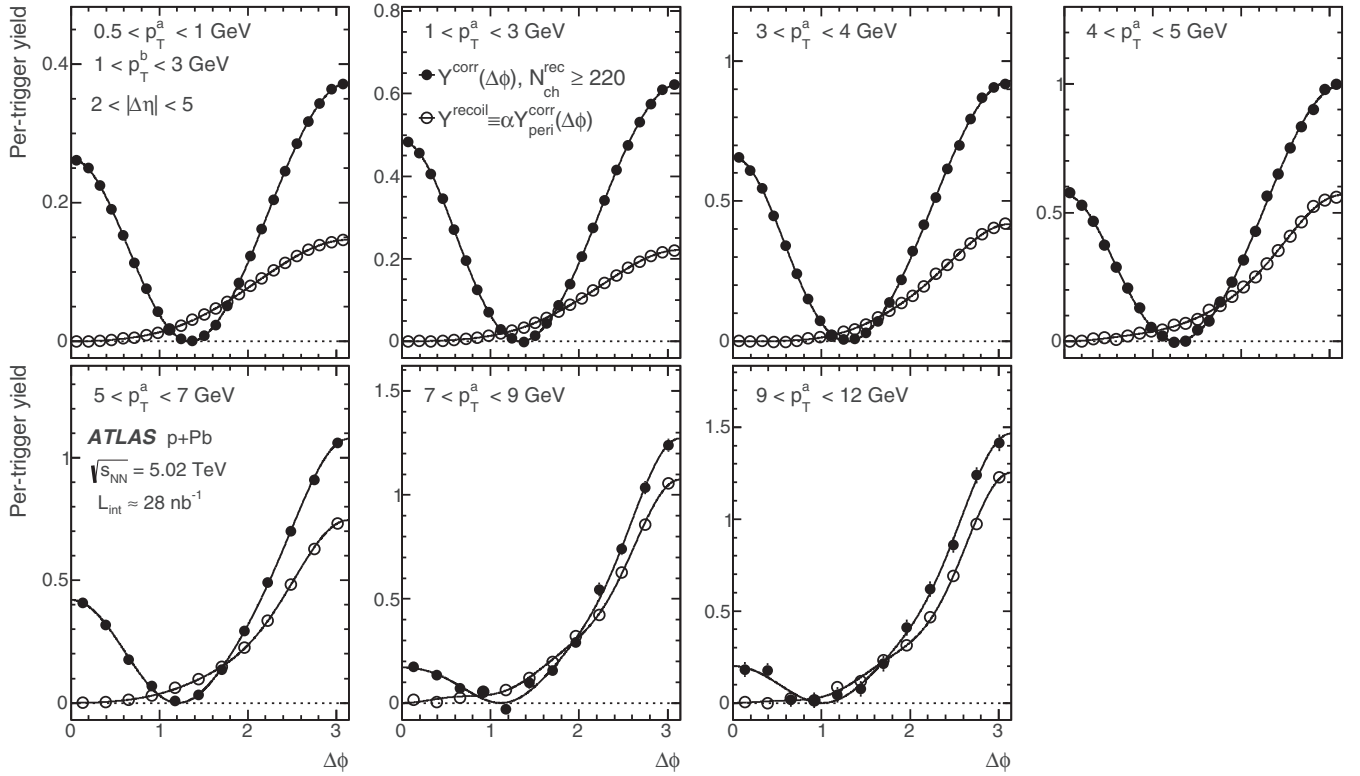 Per-trigger yield
0.4
0.2
0
0.5 < p_T^a < 1 GeV
1 < p_T^b < 3 GeV
2 < |Δη| < 5
0.8
0.6
0.4
0.2
0
1 < p_T^a < 3 GeV
Y^corr(Δϕ), N_ch^rec ≥ 220
Y^recoil≡αY_peri^corr(Δϕ)
1
0.5
0
3 < p_T^a < 4 GeV
1
0.5
0
4 < p_T^a < 5 GeV
Per-trigger yield
1
0.5
0
5 < p_T^a < 7 GeV
ATLAS p+Pb
√s_NN = 5.02 TeV
L_int ≈ 28 nb^-1
0 1 2 3
Δϕ
1.5
1
0.5
0
7 < p_T^a < 9 GeV
0 1 2 3
Δϕ
1.5
1
0.5
0
9 < p_T^a < 12 GeV
0 1 2 3
Δϕ